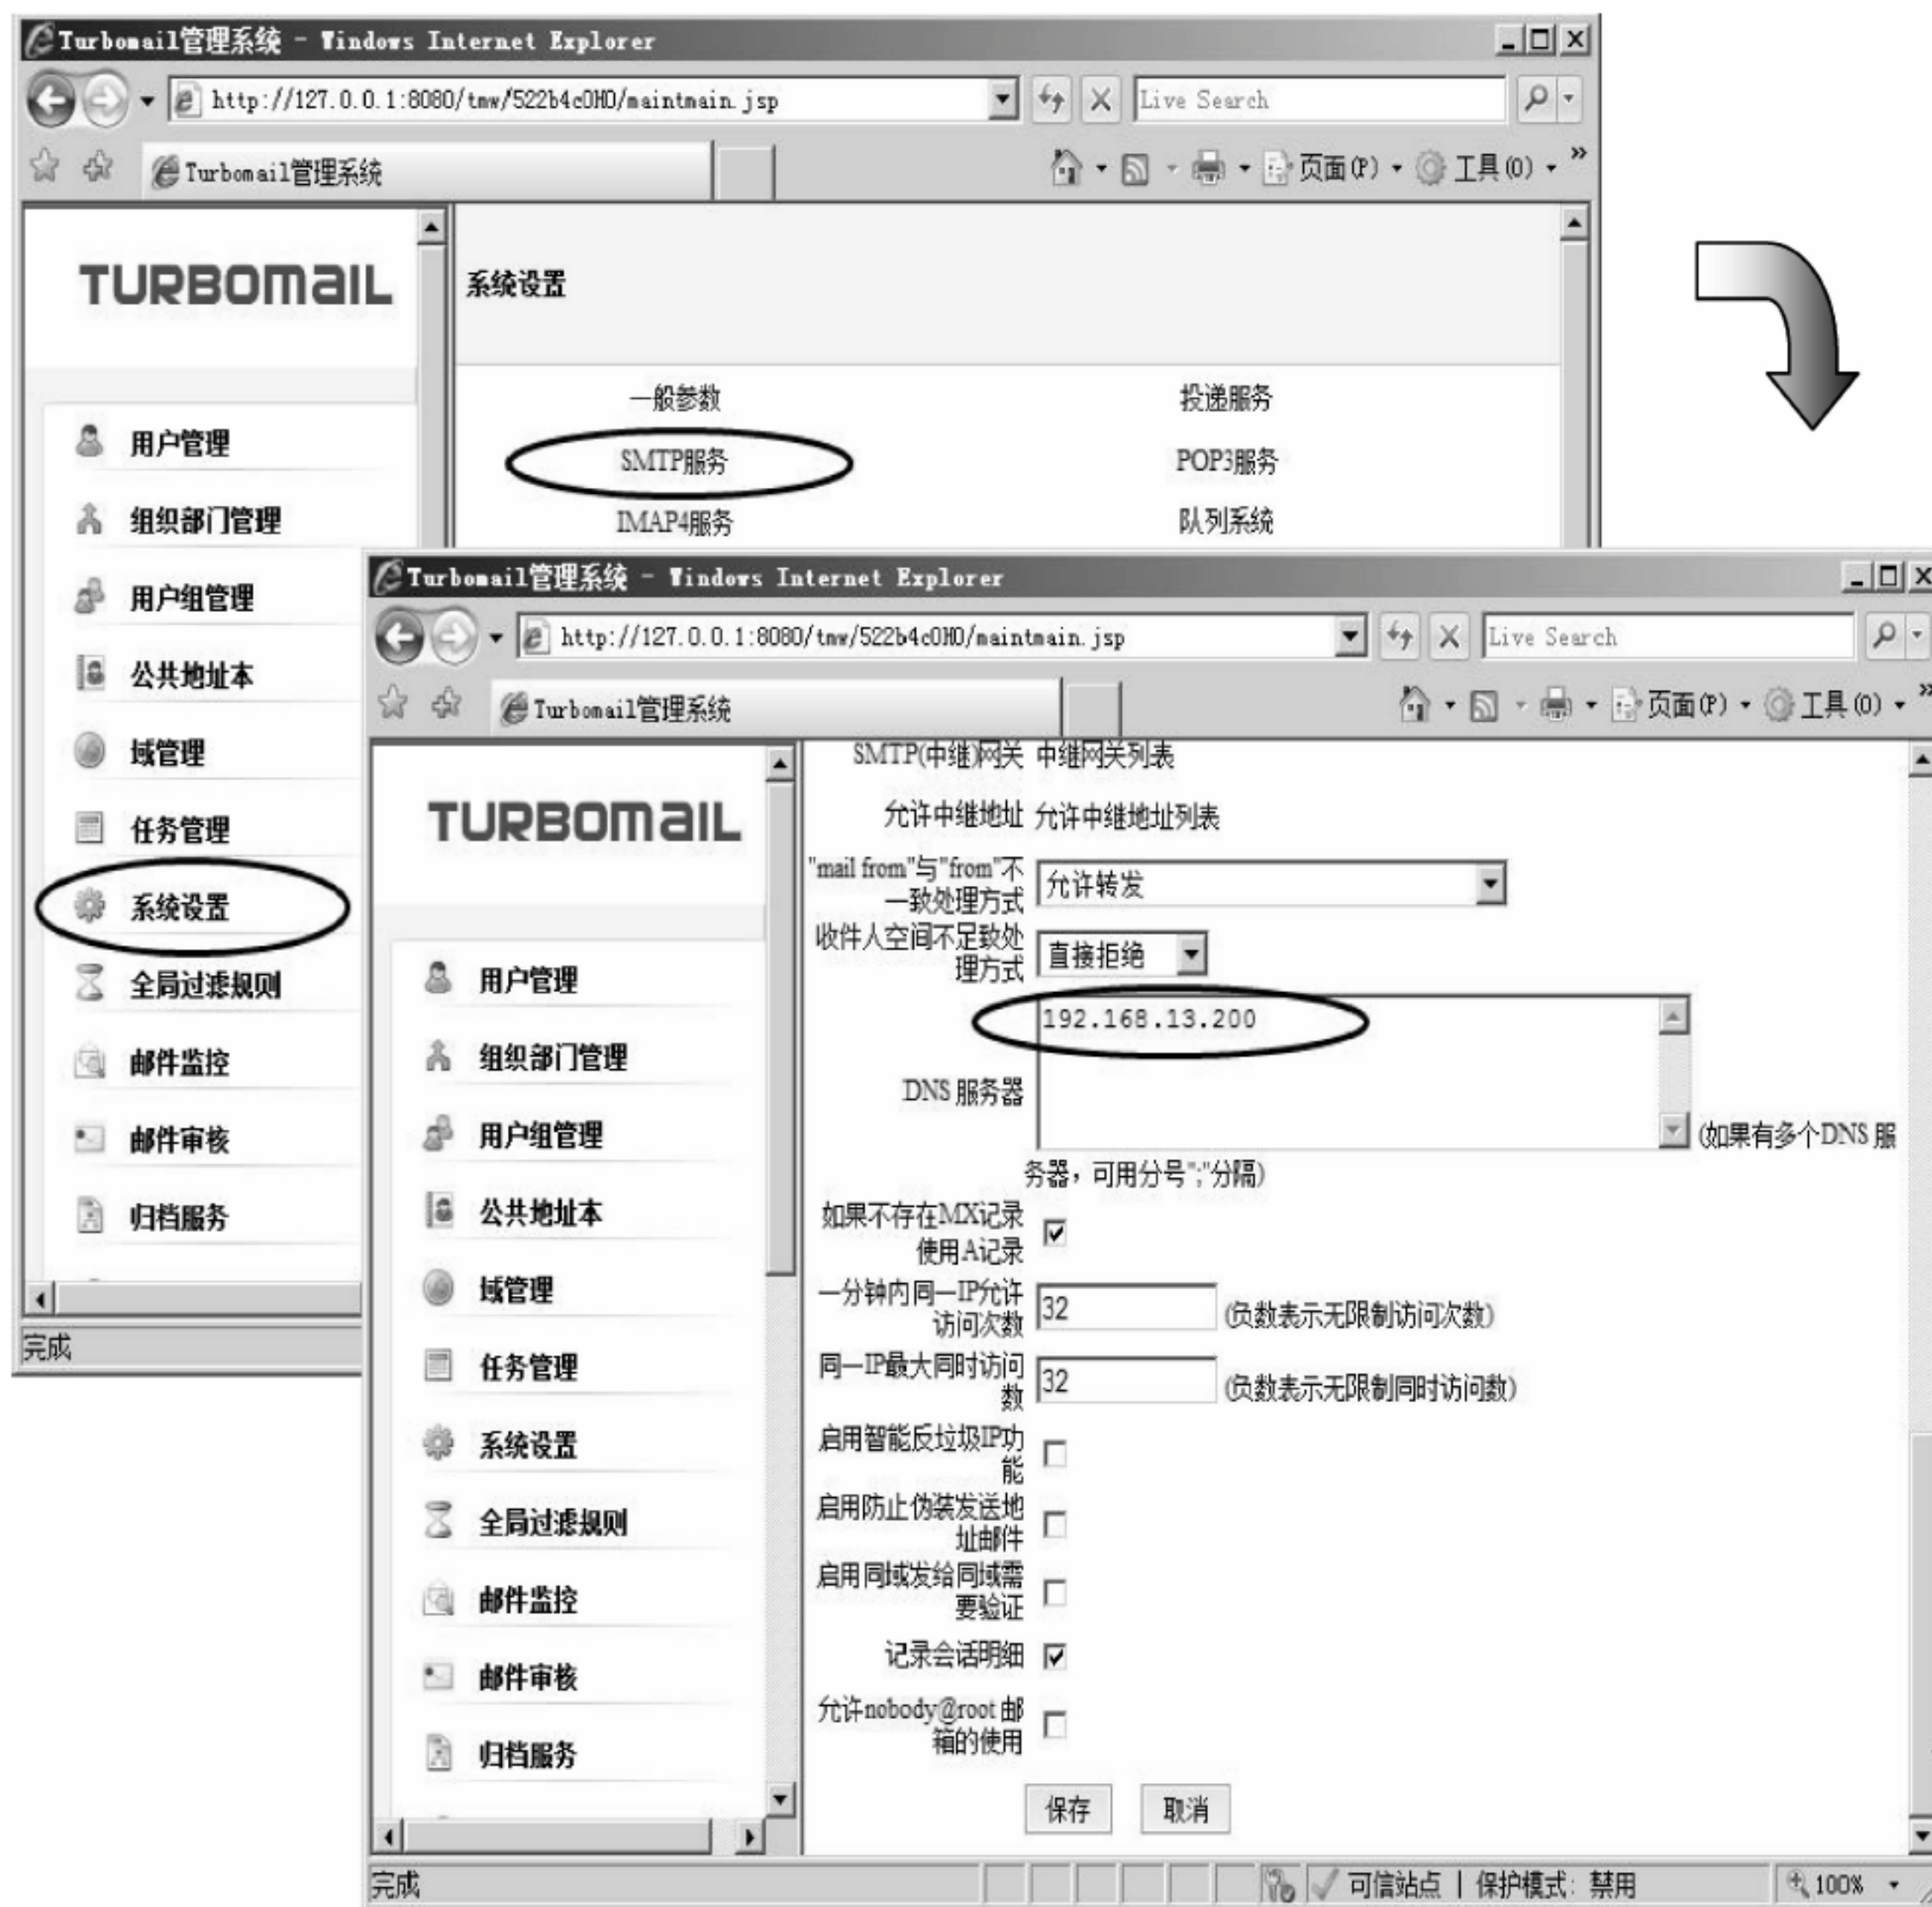 Turbomail管理系统 - Windows Internet Explorer
http://127.0.0.1:8080/tmw/522b4c0H0/maintmain.jsp
Live Search
Turbomail管理系统
页面(P)
工具(O)
»
TURBOMAIL
系统设置
一般参数
投递服务
SMTP服务
POP3服务
IMAP4服务
队列系统
用户管理
组织部门管理
用户组管理
公共地址本
域管理
任务管理
系统设置
全局过滤规则
邮件监控
邮件审核
归档服务
完成
Turbomail管理系统 - Windows Internet Explorer
http://127.0.0.1:8080/tmw/522b4c0H0/maintmain.jsp
Live Search
Turbomail管理系统
页面(P)
工具(O)
»
TURBOMAIL
用户管理
组织部门管理
用户组管理
公共地址本
域管理
任务管理
系统设置
全局过滤规则
邮件监控
邮件审核
归档服务
SMTP(中继)网关 中继网关列表
允许中继地址 允许中继地址列表
"mail from"与"from"不
一致处理方式
允许转发
收件人空间不足致处
理方式
直接拒绝
192.168.13.200
DNS 服务器
(如果有多个DNS 服
务器，可用分号";"分隔)
如果不存在MX记录
使用A记录
一分钟内同一IP允许
访问次数
32
(负数表示无限制访问次数)
同一IP最大同时访问
数
32
(负数表示无限制同时访问数)
启用智能反垃圾IP功
能
启用防止伪装发送地
址邮件
启用同域发给同域需
要验证
记录会话明细
允许nobody@root 邮
箱的使用
保存
取消
完成
可信站点 | 保护模式: 禁用
100%